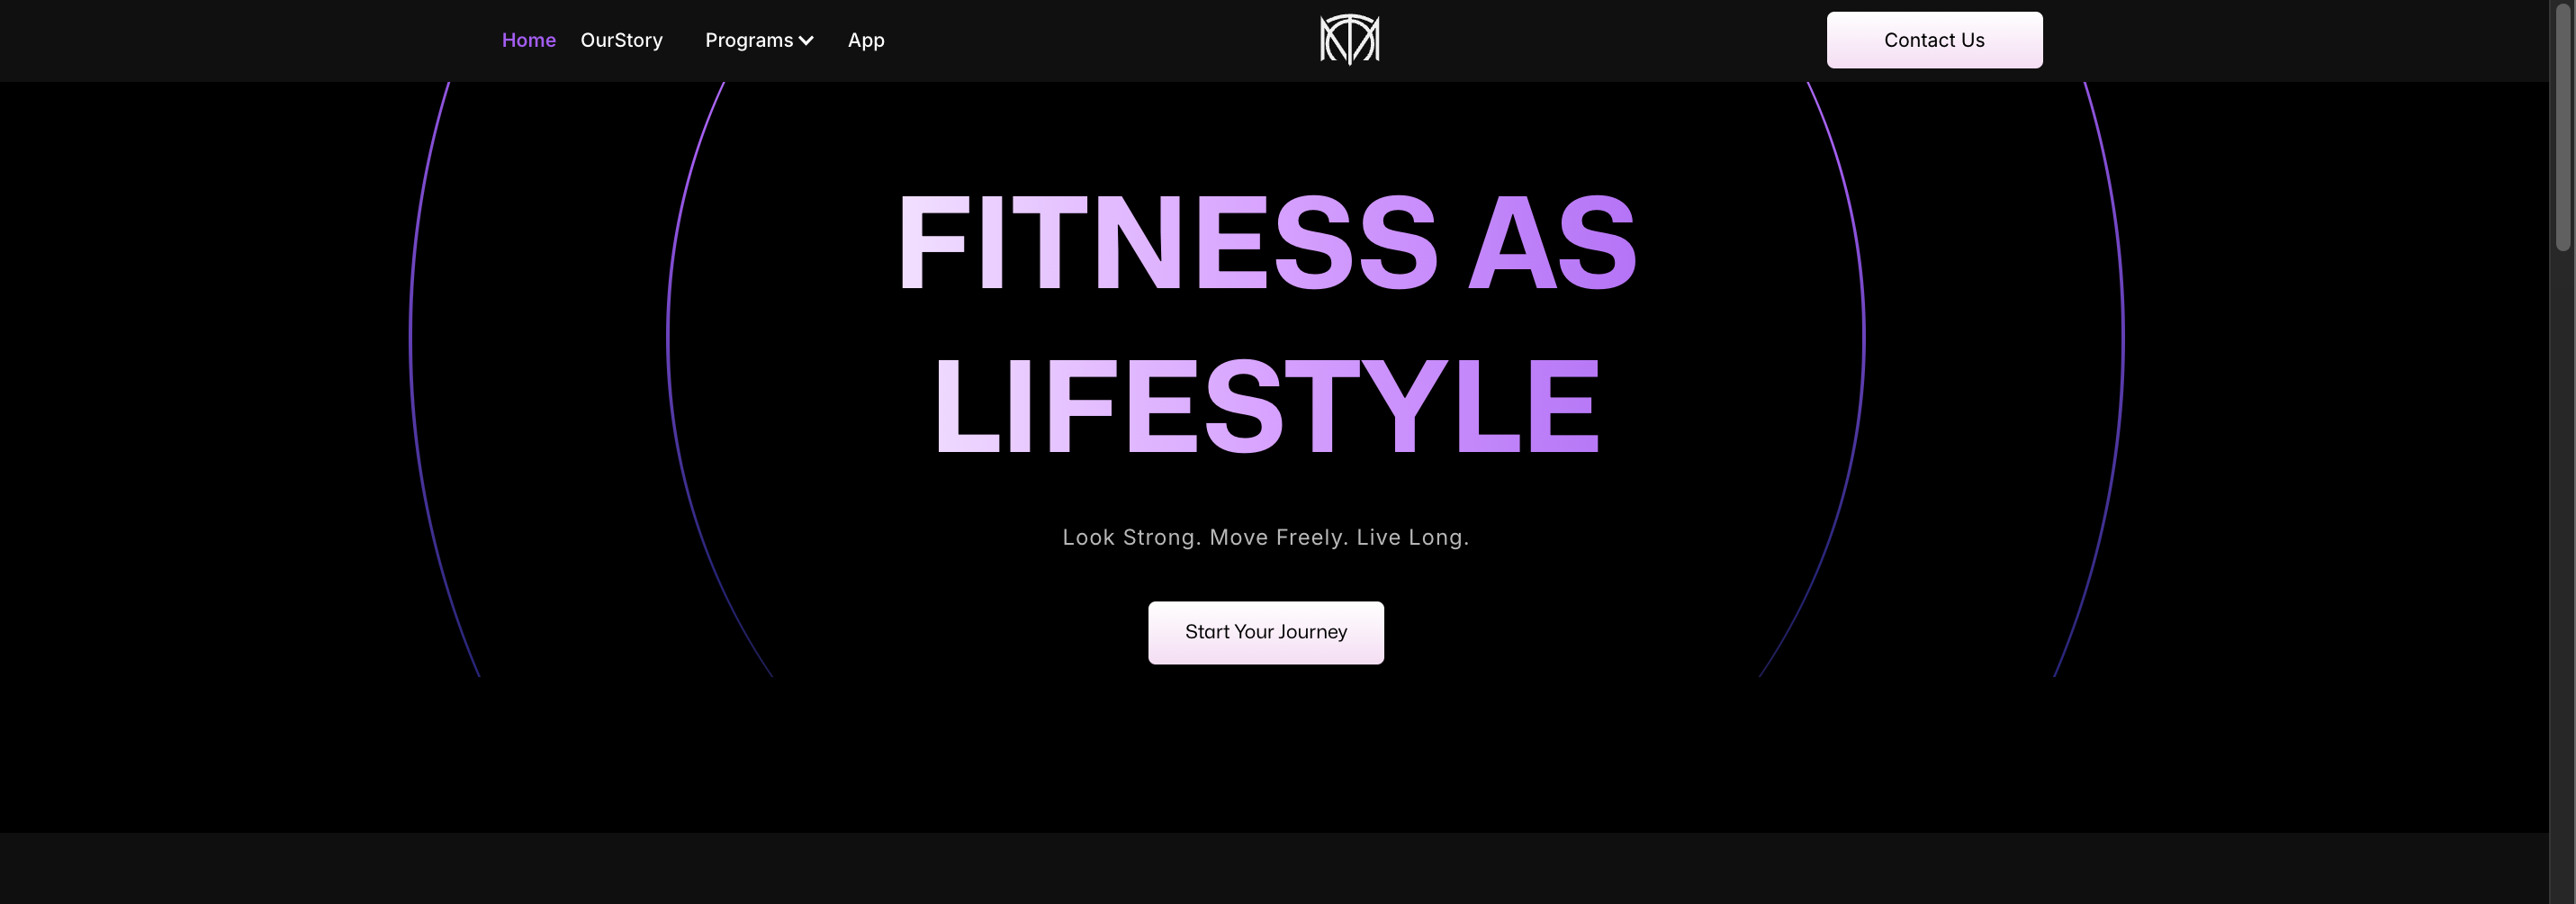 Home OurStory Programs App Contact Us
FITNESS AS
LIFESTYLE
Look Strong. Move Freely. Live Long.
Start Your Journey